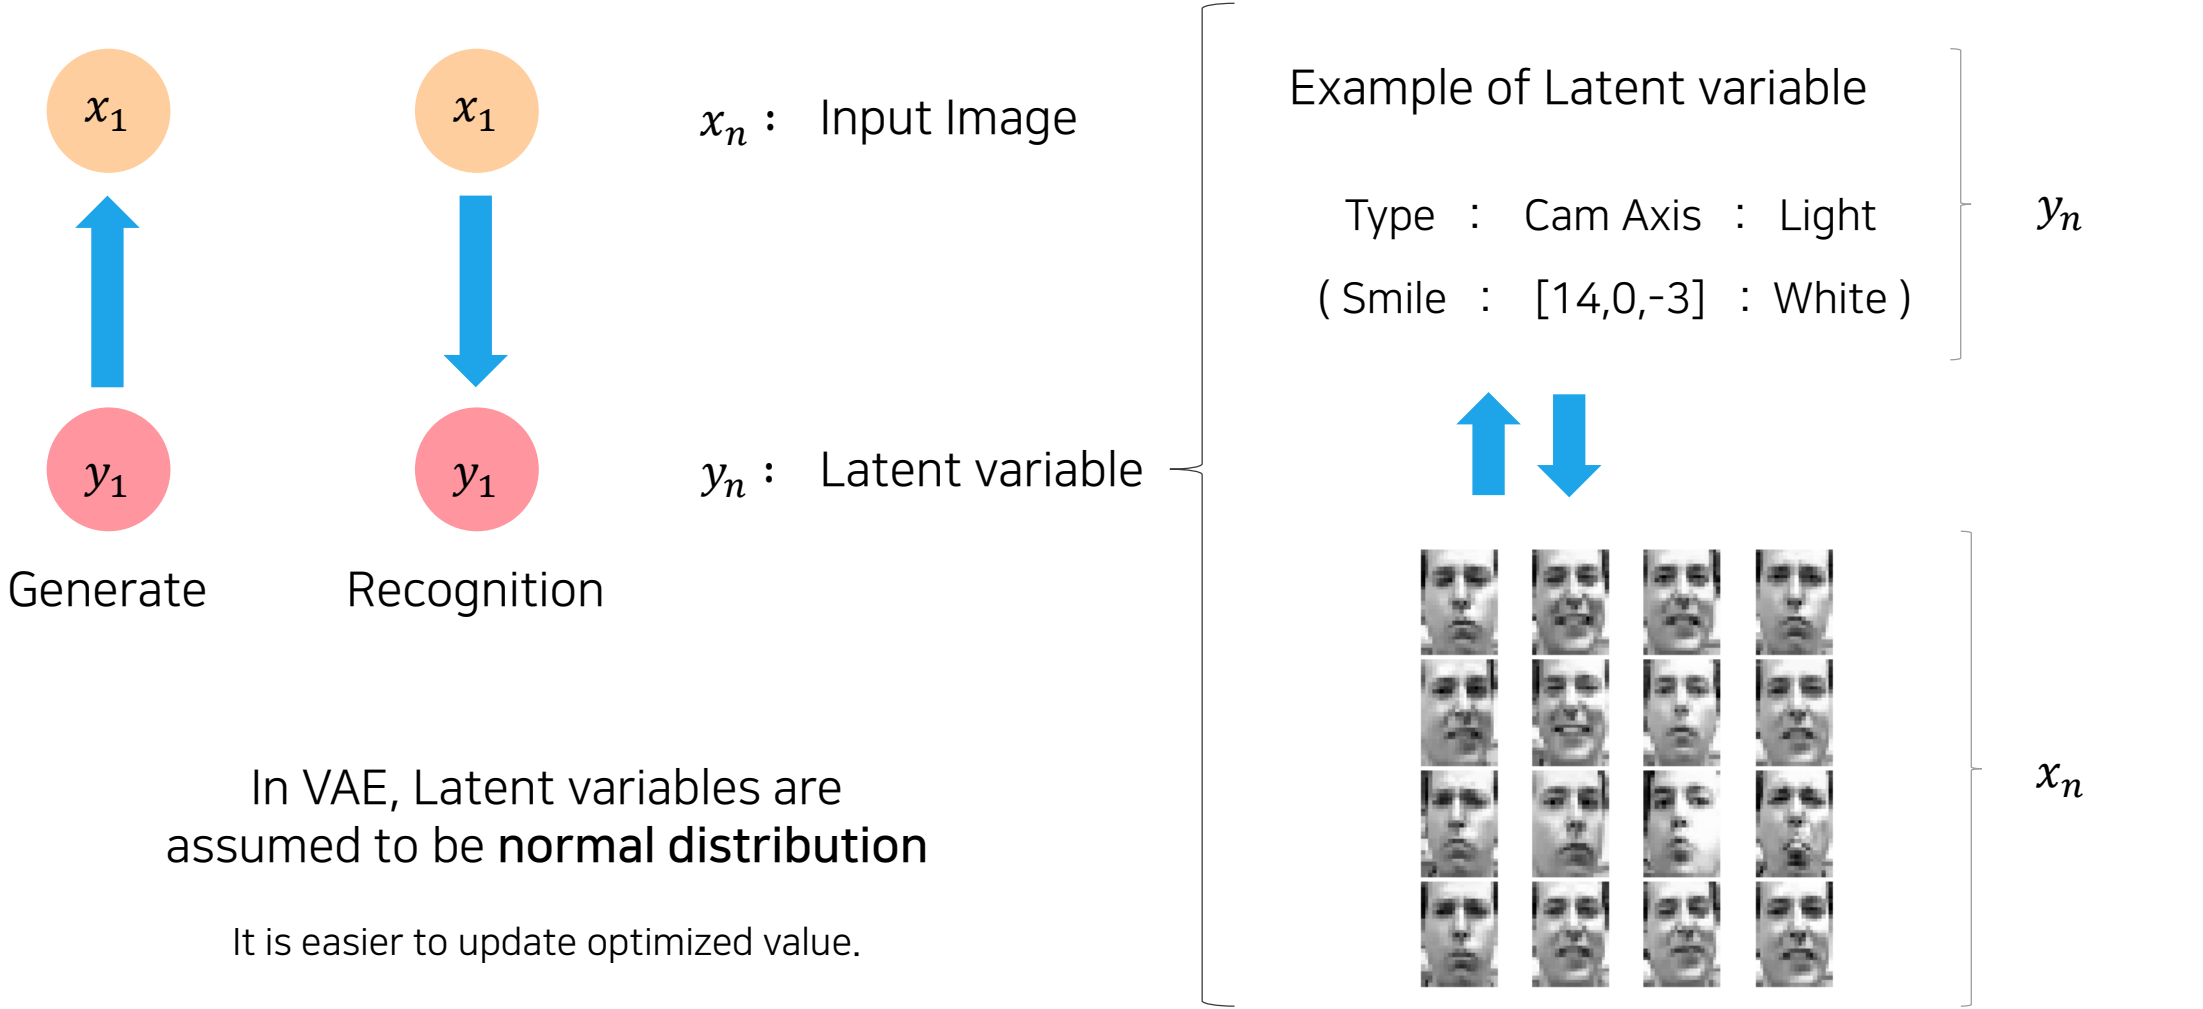 x₁
x₁
xₙ : Input Image
y₁
y₁
yₙ : Latent variable
Generate
Recognition
In VAE, Latent variables are
assumed to be normal distribution
It is easier to update optimized value.
Example of Latent variable
Type : Cam Axis : Light
( Smile : [14,0,-3] : White )
yₙ
xₙ